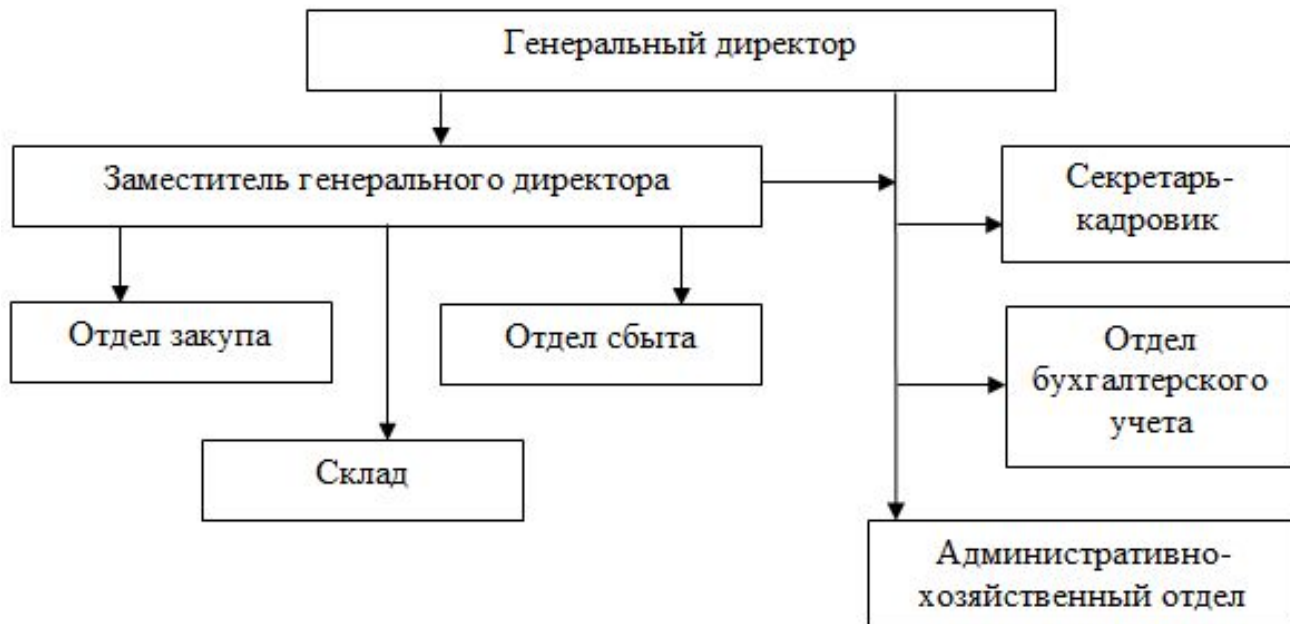 Генеральный директор
Заместитель генерального директора
Секретарь-
кадровик
Отдел закупа
Отдел сбыта
Отдел
бухгалтерского
учета
Склад
Административно-
хозяйственный отдел